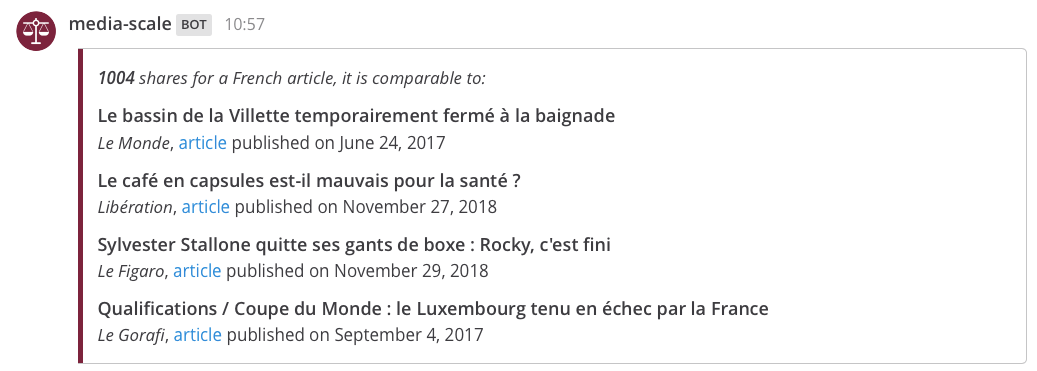 media-scale BOT 10:57
1004 shares for a French article, it is comparable to:
Le bassin de la Villette temporairement fermé à la baignade
Le Monde, article published on June 24, 2017
Le café en capsules est-il mauvais pour la santé ?
Libération, article published on November 27, 2018
Sylvester Stallone quitte ses gants de boxe : Rocky, c'est fini
Le Figaro, article published on November 29, 2018
Qualifications / Coupe du Monde : le Luxembourg tenu en échec par la France
Le Gorafi, article published on September 4, 2017